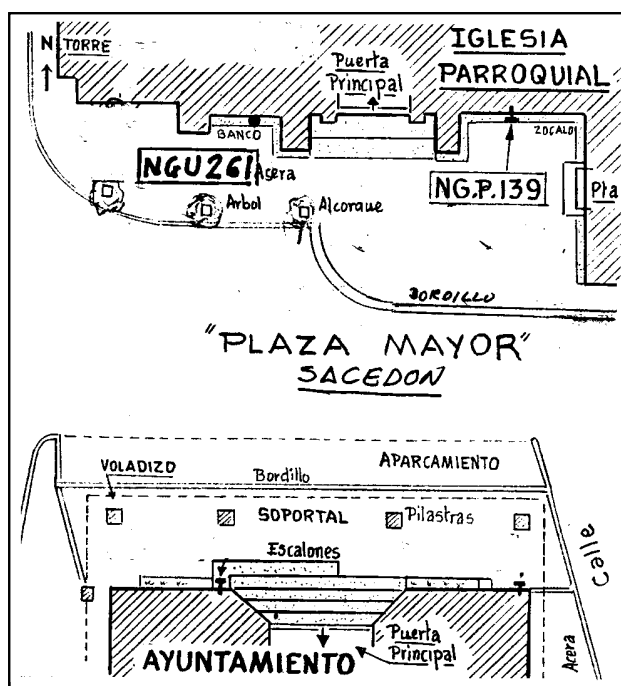 N
TORRE
Puerta
Principal
IGLESIA
PARROQUIAL
BANCO
ZOCALO
NGU261
Acera
NG.P.139
Pta
Arbol
Alcorque
BORDILLO
"PLAZA MAYOR"
SACEDON
VOLADIZO
Bordillo
APARCAMIENTO
SOPORTAL
Pilastras
Escalones
Calle
Puerta
Principal
AYUNTAMIENTO
Acera